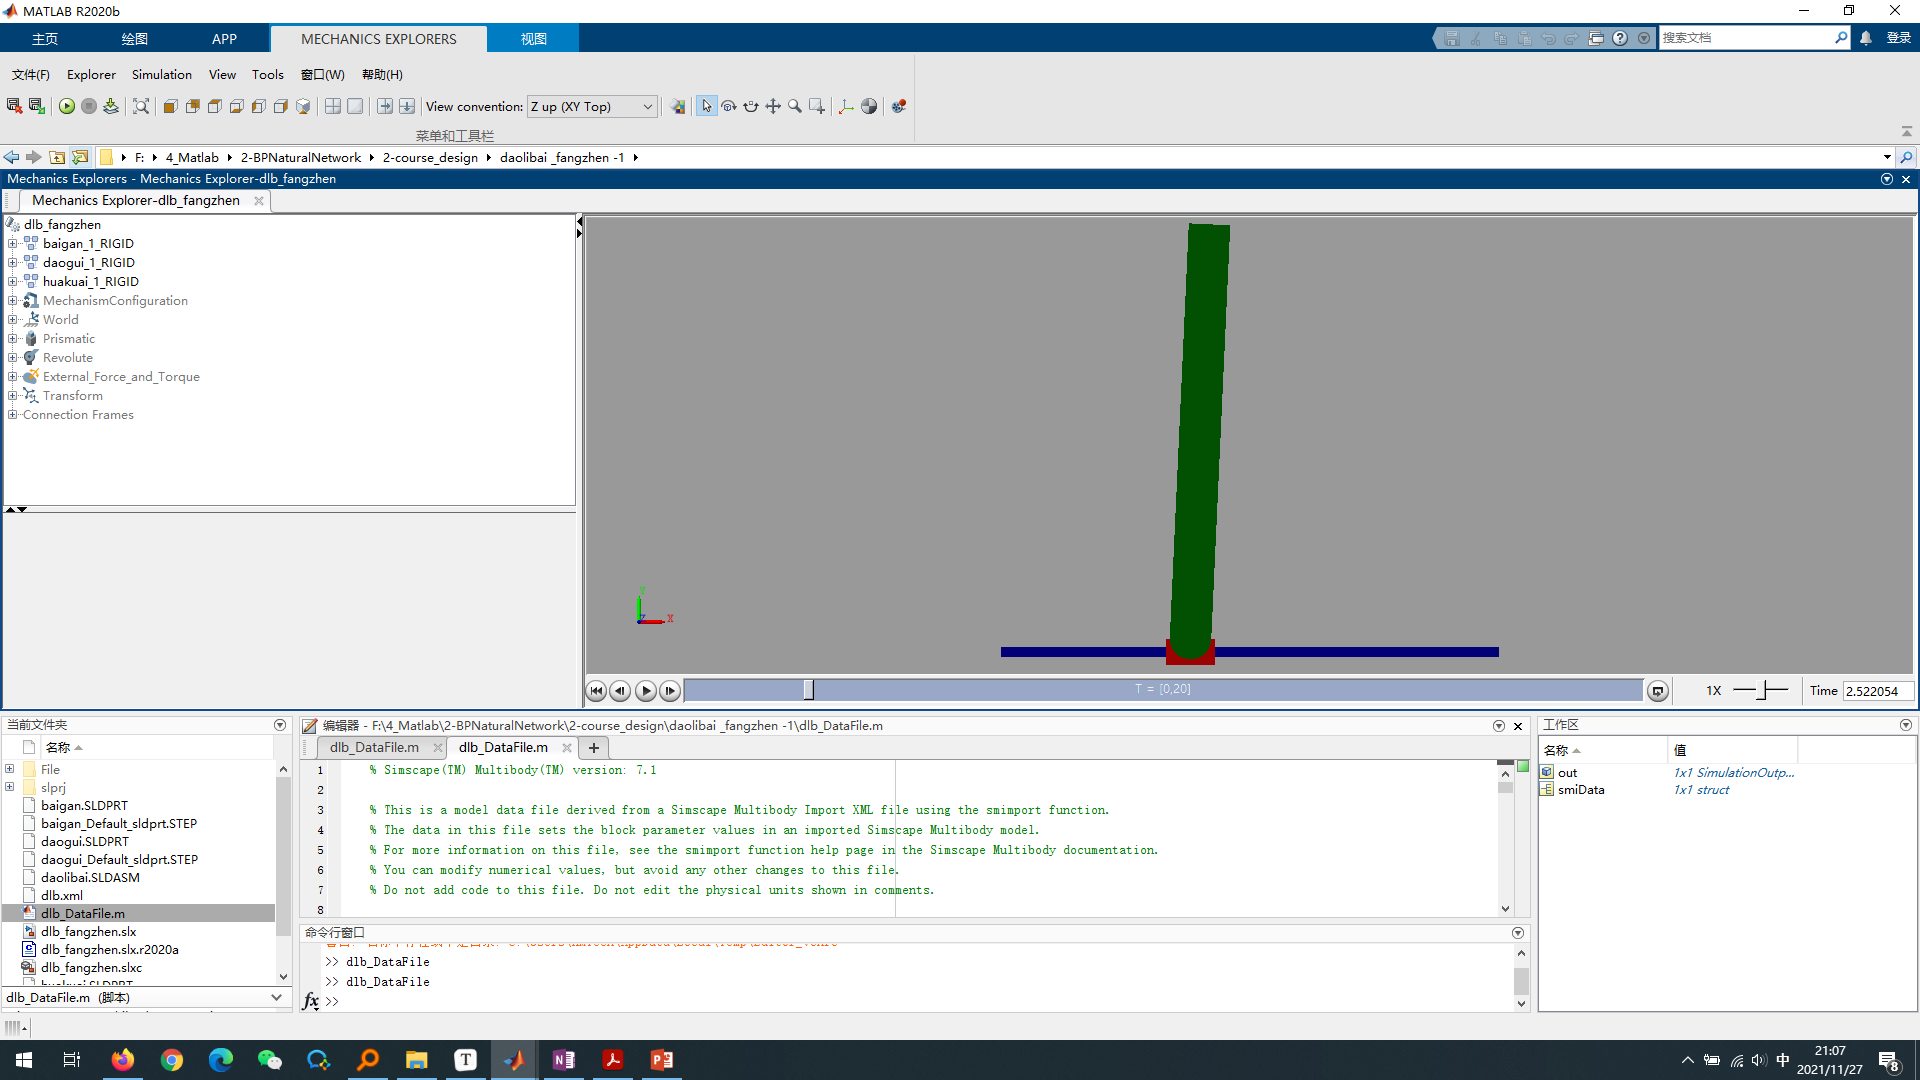 MATLAB R2020b
主页 绘图 APP MECHANICS EXPLORERS 视图
搜索文档
登录
文件(F) Explorer Simulation View Tools 窗口(W) 帮助(H)
View convention: Z up (XY Top)
菜单和工具栏
F: 4_Matlab 2-BPNaturalNetwork 2-course_design daolibai _fangzhen -1
Mechanics Explorers - Mechanics Explorer-dlb_fangzhen
Mechanics Explorer-dlb_fangzhen
dlb_fangzhen
baigan_1_RIGID
daogui_1_RIGID
huakuai_1_RIGID
MechanismConfiguration
World
Prismatic
Revolute
External_Force_and_Torque
Transform
Connection Frames
Y
X
T = [0,20]
1X
Time 2.522054
当前文件夹
名称
File
slprj
baigan.SLDPRT
baigan_Default_sldprt.STEP
daogui.SLDPRT
daogui_Default_sldprt.STEP
daolibai.SLDASM
dlb.xml
dlb_DataFile.m
dlb_fangzhen.slx
dlb_fangzhen.slx.r2020a
dlb_fangzhen.slxc
huakuai.SLDPRT
dlb_DataFile.m (脚本)
编辑器 - F:\4_Matlab\2-BPNaturalNetwork\2-course_design\daolibai _fangzhen -1\dlb_DataFile.m
dlb_DataFile.m dlb_DataFile.m +
1 % Simscape(TM) Multibody(TM) version: 7.1
2
3 % This is a model data file derived from a Simscape Multibody Import XML file using the smimport function.
4 % The data in this file sets the block parameter values in an imported Simscape Multibody model.
5 % For more information on this file, see the smimport function help page in the Simscape Multibody documentation.
6 % You can modify numerical values, but avoid any other changes to this file.
7 % Do not add code to this file. Do not edit the physical units shown in comments.
8
命令行窗口
>> dlb_DataFile
>> dlb_DataFile
fx >>
工作区
名称 值
out 1x1 SimulationOutp...
smiData 1x1 struct
中
21:07
2021/11/27
8